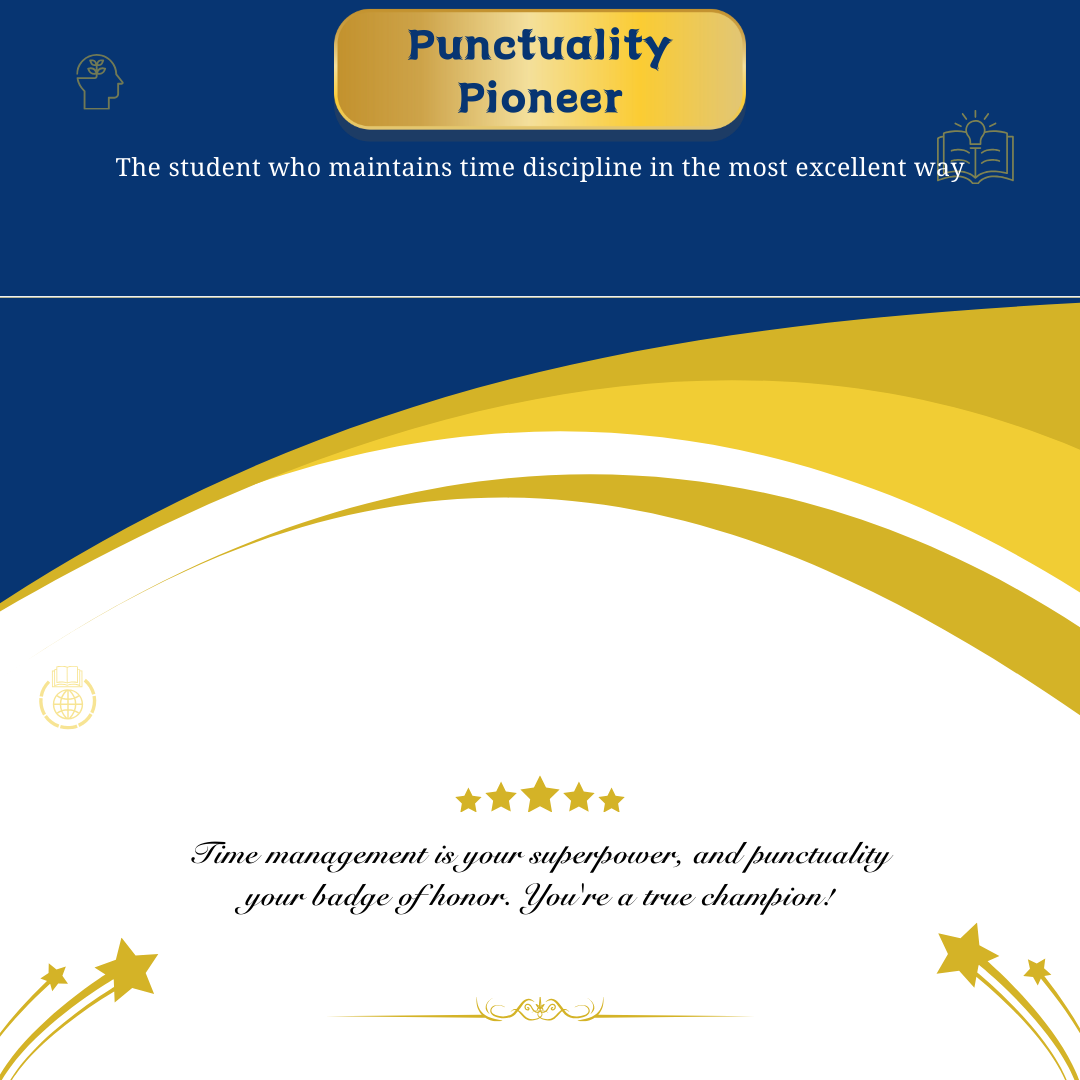 Punctuality
Pioneer
The student who maintains time discipline in the most excellent way
Time management is your superpower, and punctuality
your badge of honor. You're a true champion!